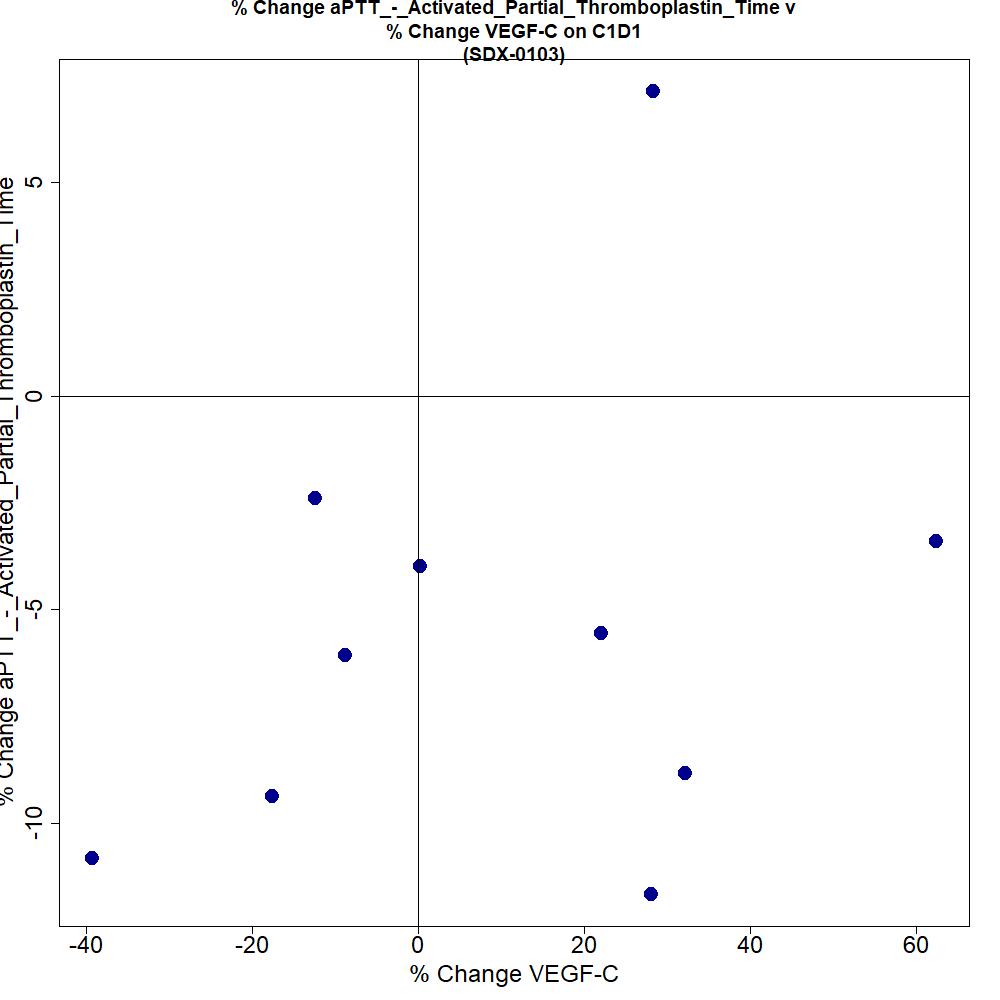 % Change aPTT_-_Activated_Partial_Thromboplastin_Time v
% Change VEGF-C on C1D1
(SDX-0103)
% Change aPTT_-_Activated_Partial_Thromboplastin_Time
5
0
-5
-10
-40 -20 0 20 40 60
% Change VEGF-C